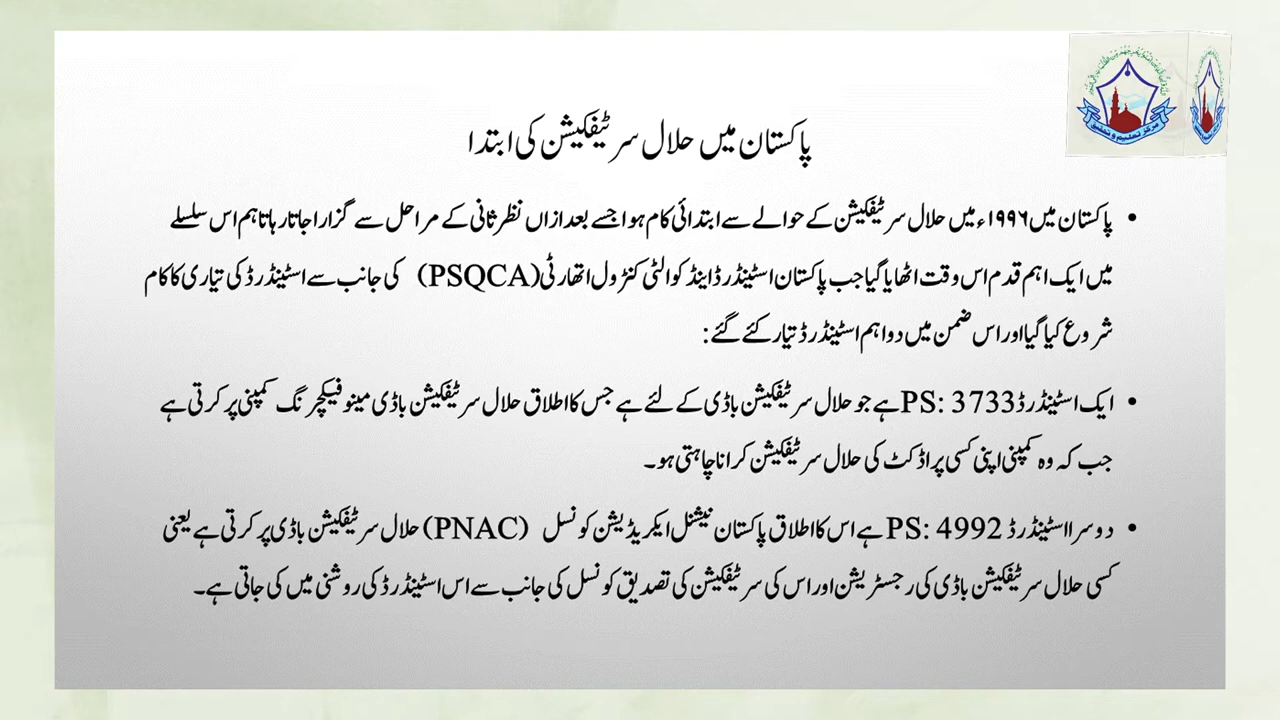 پاکستان میں حلال سرٹیفکیشن کی ابتدا
• پاکستان میں ۱۹۹۶ء میں حلال سرٹیفکیشن کے حوالے سے ابتدائی کام ہوا جسے بعد ازاں نظر ثانی کے مراحل سے گزارا جاتا رہا تاہم اس سلسلے
میں ایک اہم قدم اس وقت اٹھایا گیا جب پاکستان اسٹینڈرڈ اینڈ کوالٹی کنٹرول اتھارٹی (PSQCA) کی جانب سے اسٹینڈرڈ کی تیاری کا کام
شروع کیا گیا اور اس ضمن میں دو اہم اسٹینڈرڈ تیار کئے گئے:
• ایک اسٹینڈرڈ PS: 3733 ہے جو حلال سرٹیفکیشن باڈی کے لئے ہے جس کا اطلاق حلال سرٹیفکیشن باڈی مینوفیکچرنگ کمپنی پر کرتی ہے
جب کہ وہ کمپنی اپنی کسی پراڈکٹ کی حلال سرٹیفکیشن کرانا چاہتی ہو۔
• دوسرا اسٹینڈرڈ PS: 4992 ہے اس کا اطلاق پاکستان نیشنل ایکریڈیشن کونسل (PNAC) حلال سرٹیفکیشن باڈی پر کرتی ہے یعنی
کسی حلال سرٹیفکیشن باڈی کی رجسٹریشن اور اس کی سرٹیفکیشن کی تصدیق کونسل کی جانب سے اس اسٹینڈرڈ کی روشنی میں کی جاتی ہے۔
مرکز تعلیم و تحقیق